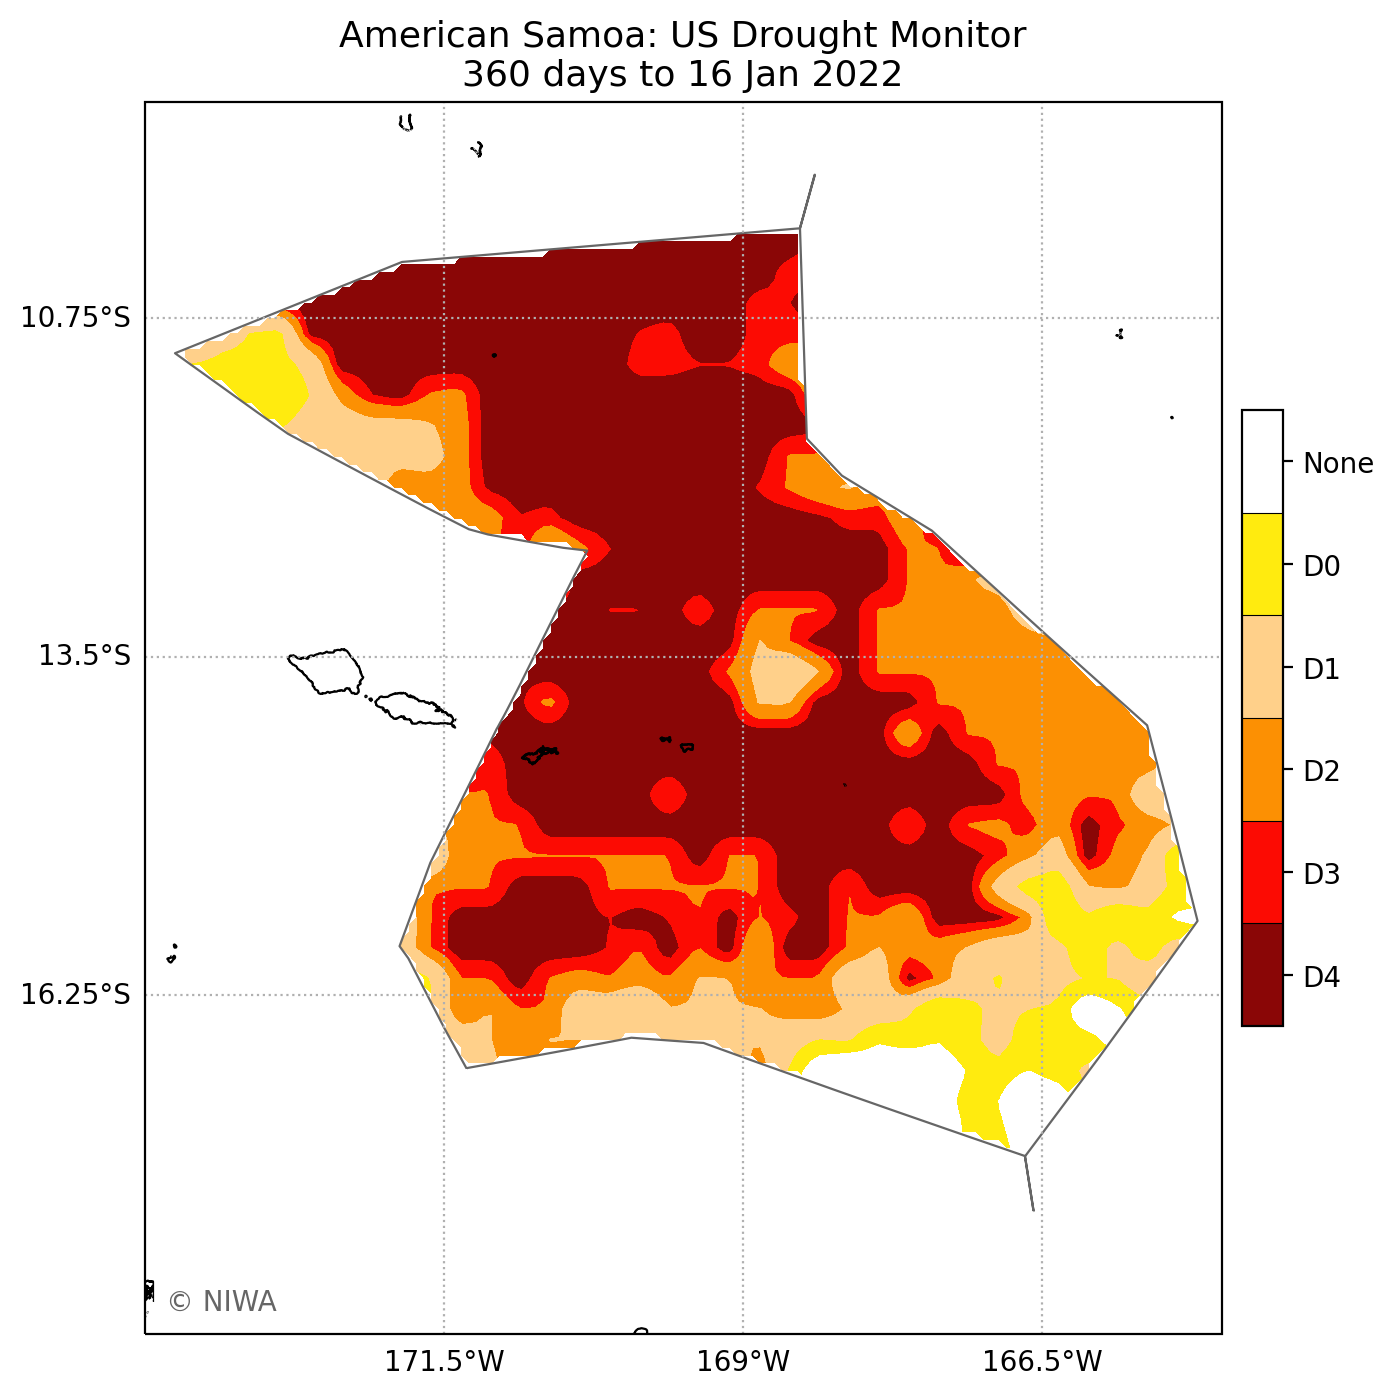 American Samoa: US Drought Monitor
360 days to 16 Jan 2022
10.75°S
13.5°S
16.25°S
171.5°W
169°W
166.5°W
None
D0
D1
D2
D3
D4
© NIWA